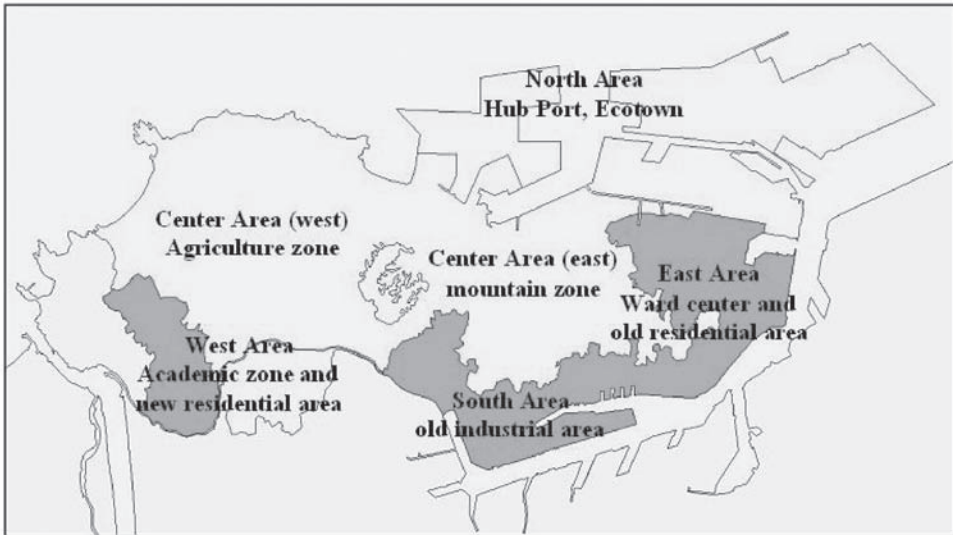 North Area
Hub Port, Ecotown
Center Area (west)
Agriculture zone
Center Area (east)
mountain zone
East Area
Ward center and
old residential area
West Area
Academic zone and
new residential area
South Area
old industrial area